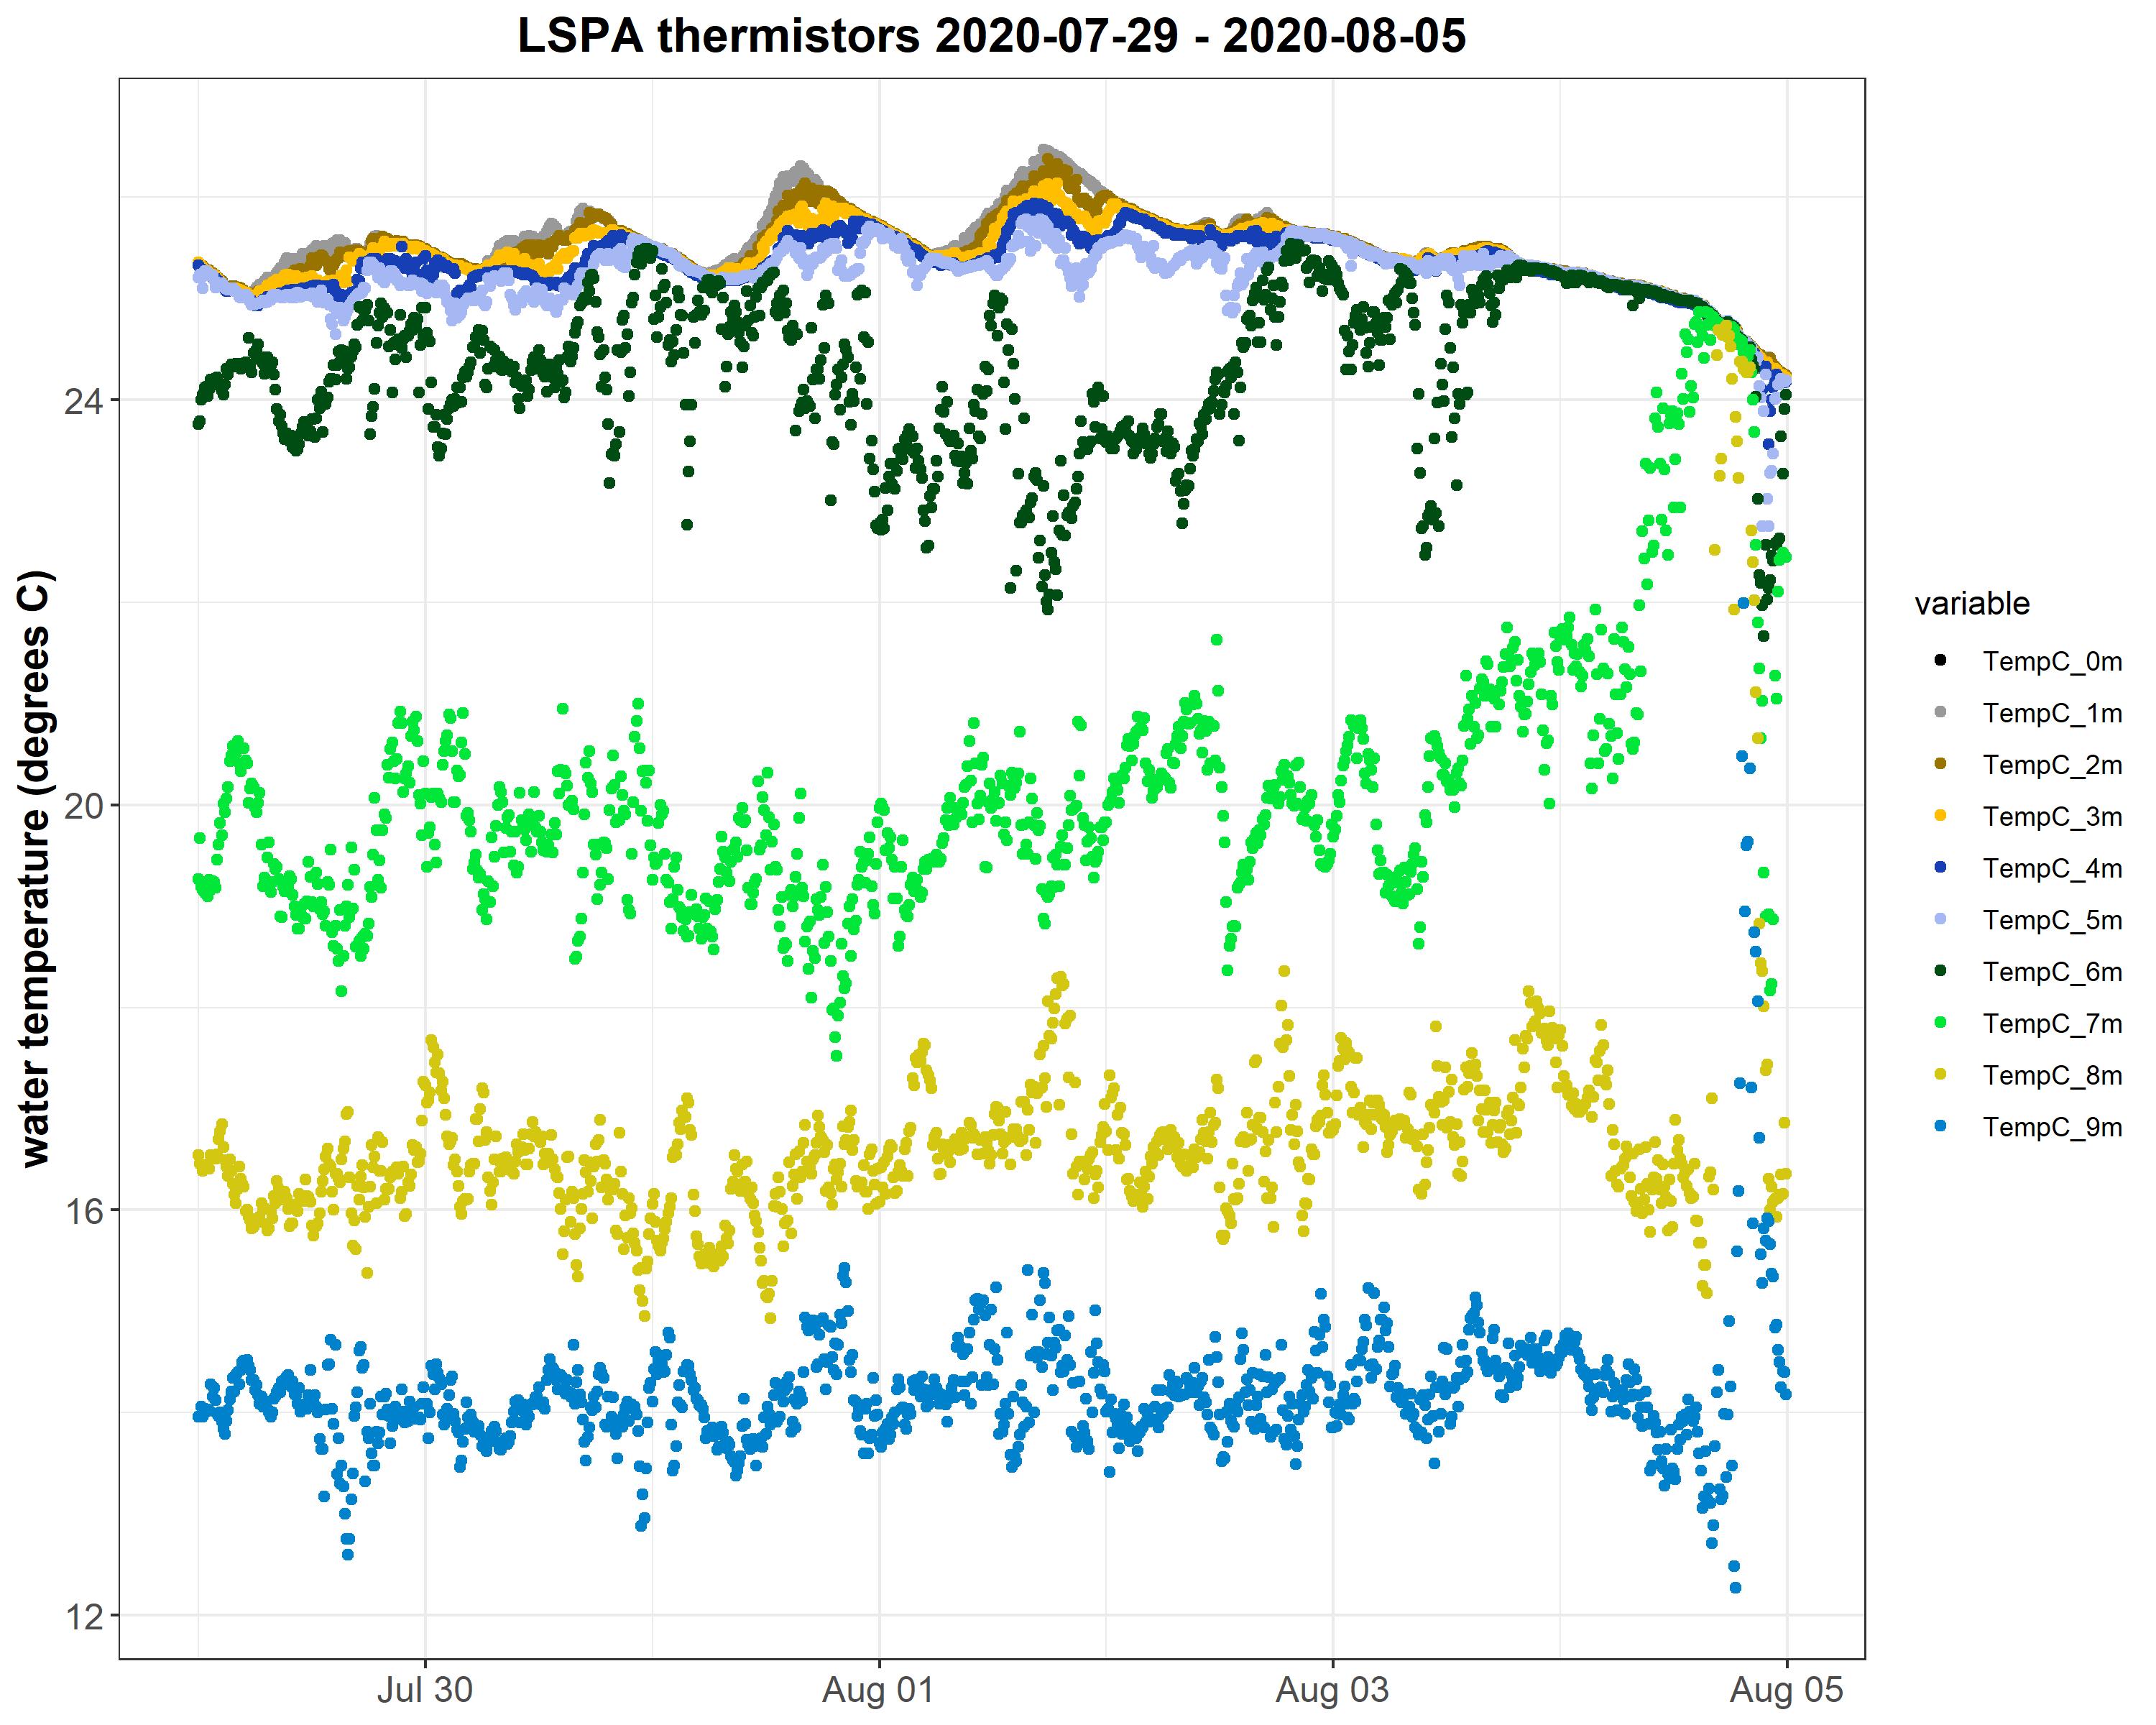 LSPA thermistors 2020-07-29 - 2020-08-05
water temperature (degrees C)
24
20
16
12
Jul 30
Aug 01
Aug 03
Aug 05
variable
TempC_0m
TempC_1m
TempC_2m
TempC_3m
TempC_4m
TempC_5m
TempC_6m
TempC_7m
TempC_8m
TempC_9m